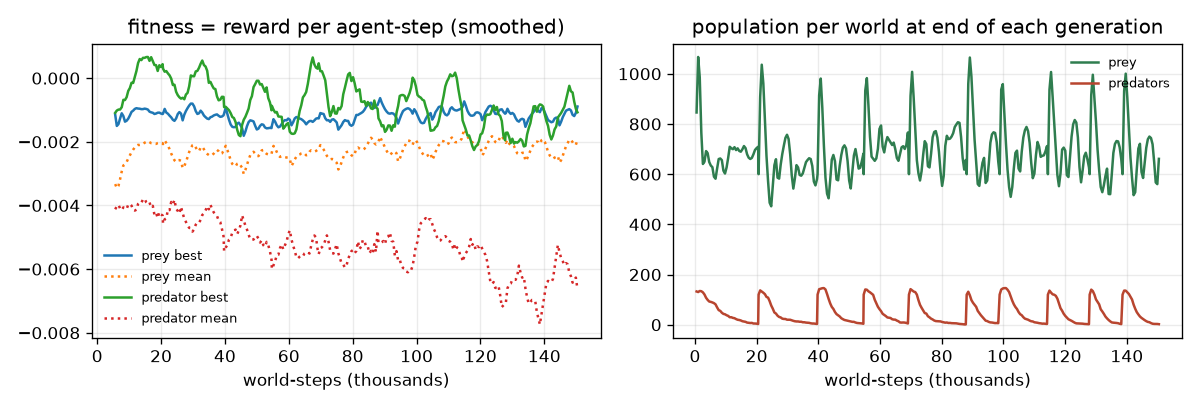 fitness = reward per agent-step (smoothed)
0.000
−0.002
−0.004
−0.006
−0.008
prey best
prey mean
predator best
predator mean
0 20 40 60 80 100 120 140
world-steps (thousands)
population per world at end of each generation
prey
predators
1000
800
600
400
200
0
0 20 40 60 80 100 120 140
world-steps (thousands)